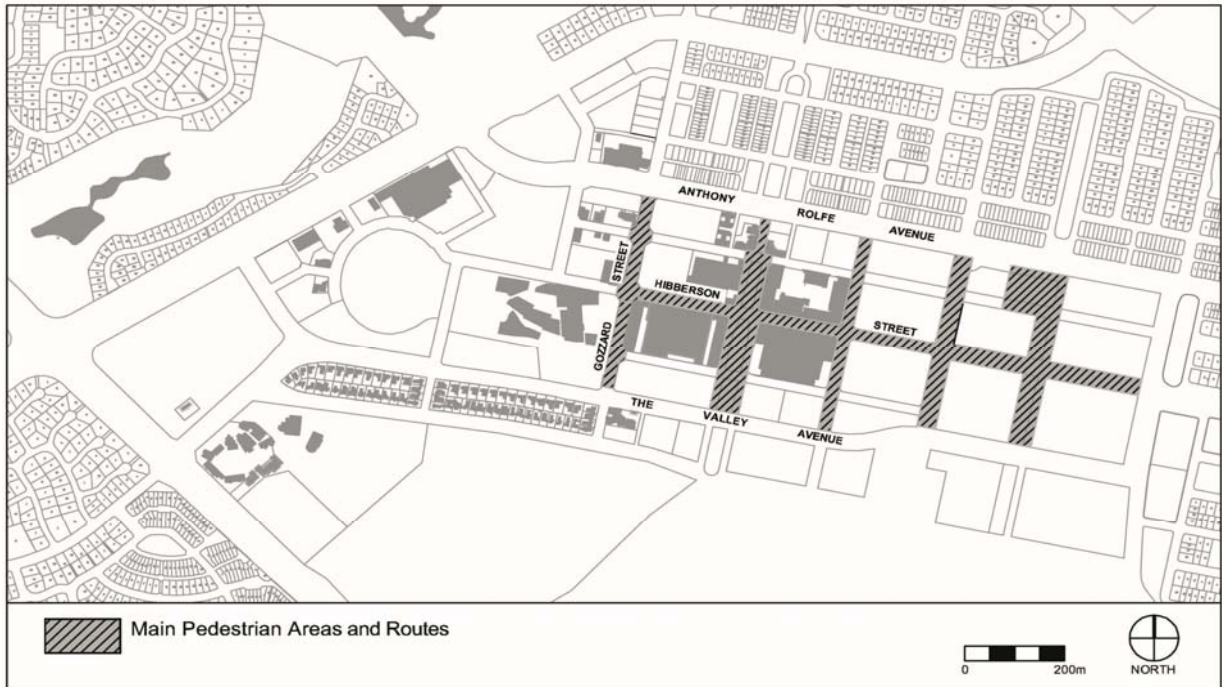 ANTHONY ROLFE AVENUE
GOZZARD STREET
HIBBERSON STREET
THE VALLEY AVENUE
Main Pedestrian Areas and Routes
0 200m
NORTH